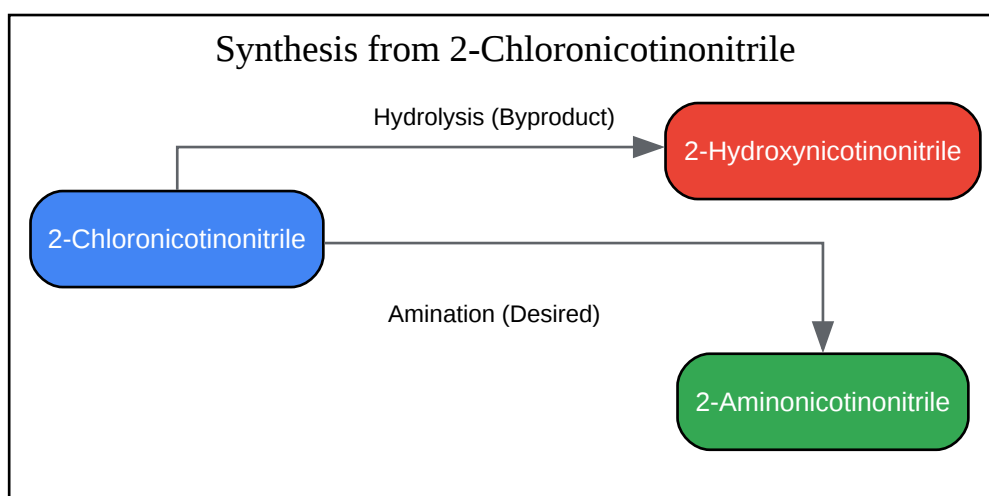 Synthesis from 2-Chloronicotinonitrile
Hydrolysis (Byproduct)
2-Hydroxynicotinonitrile
2-Chloronicotinonitrile
Amination (Desired)
2-Aminonicotinonitrile